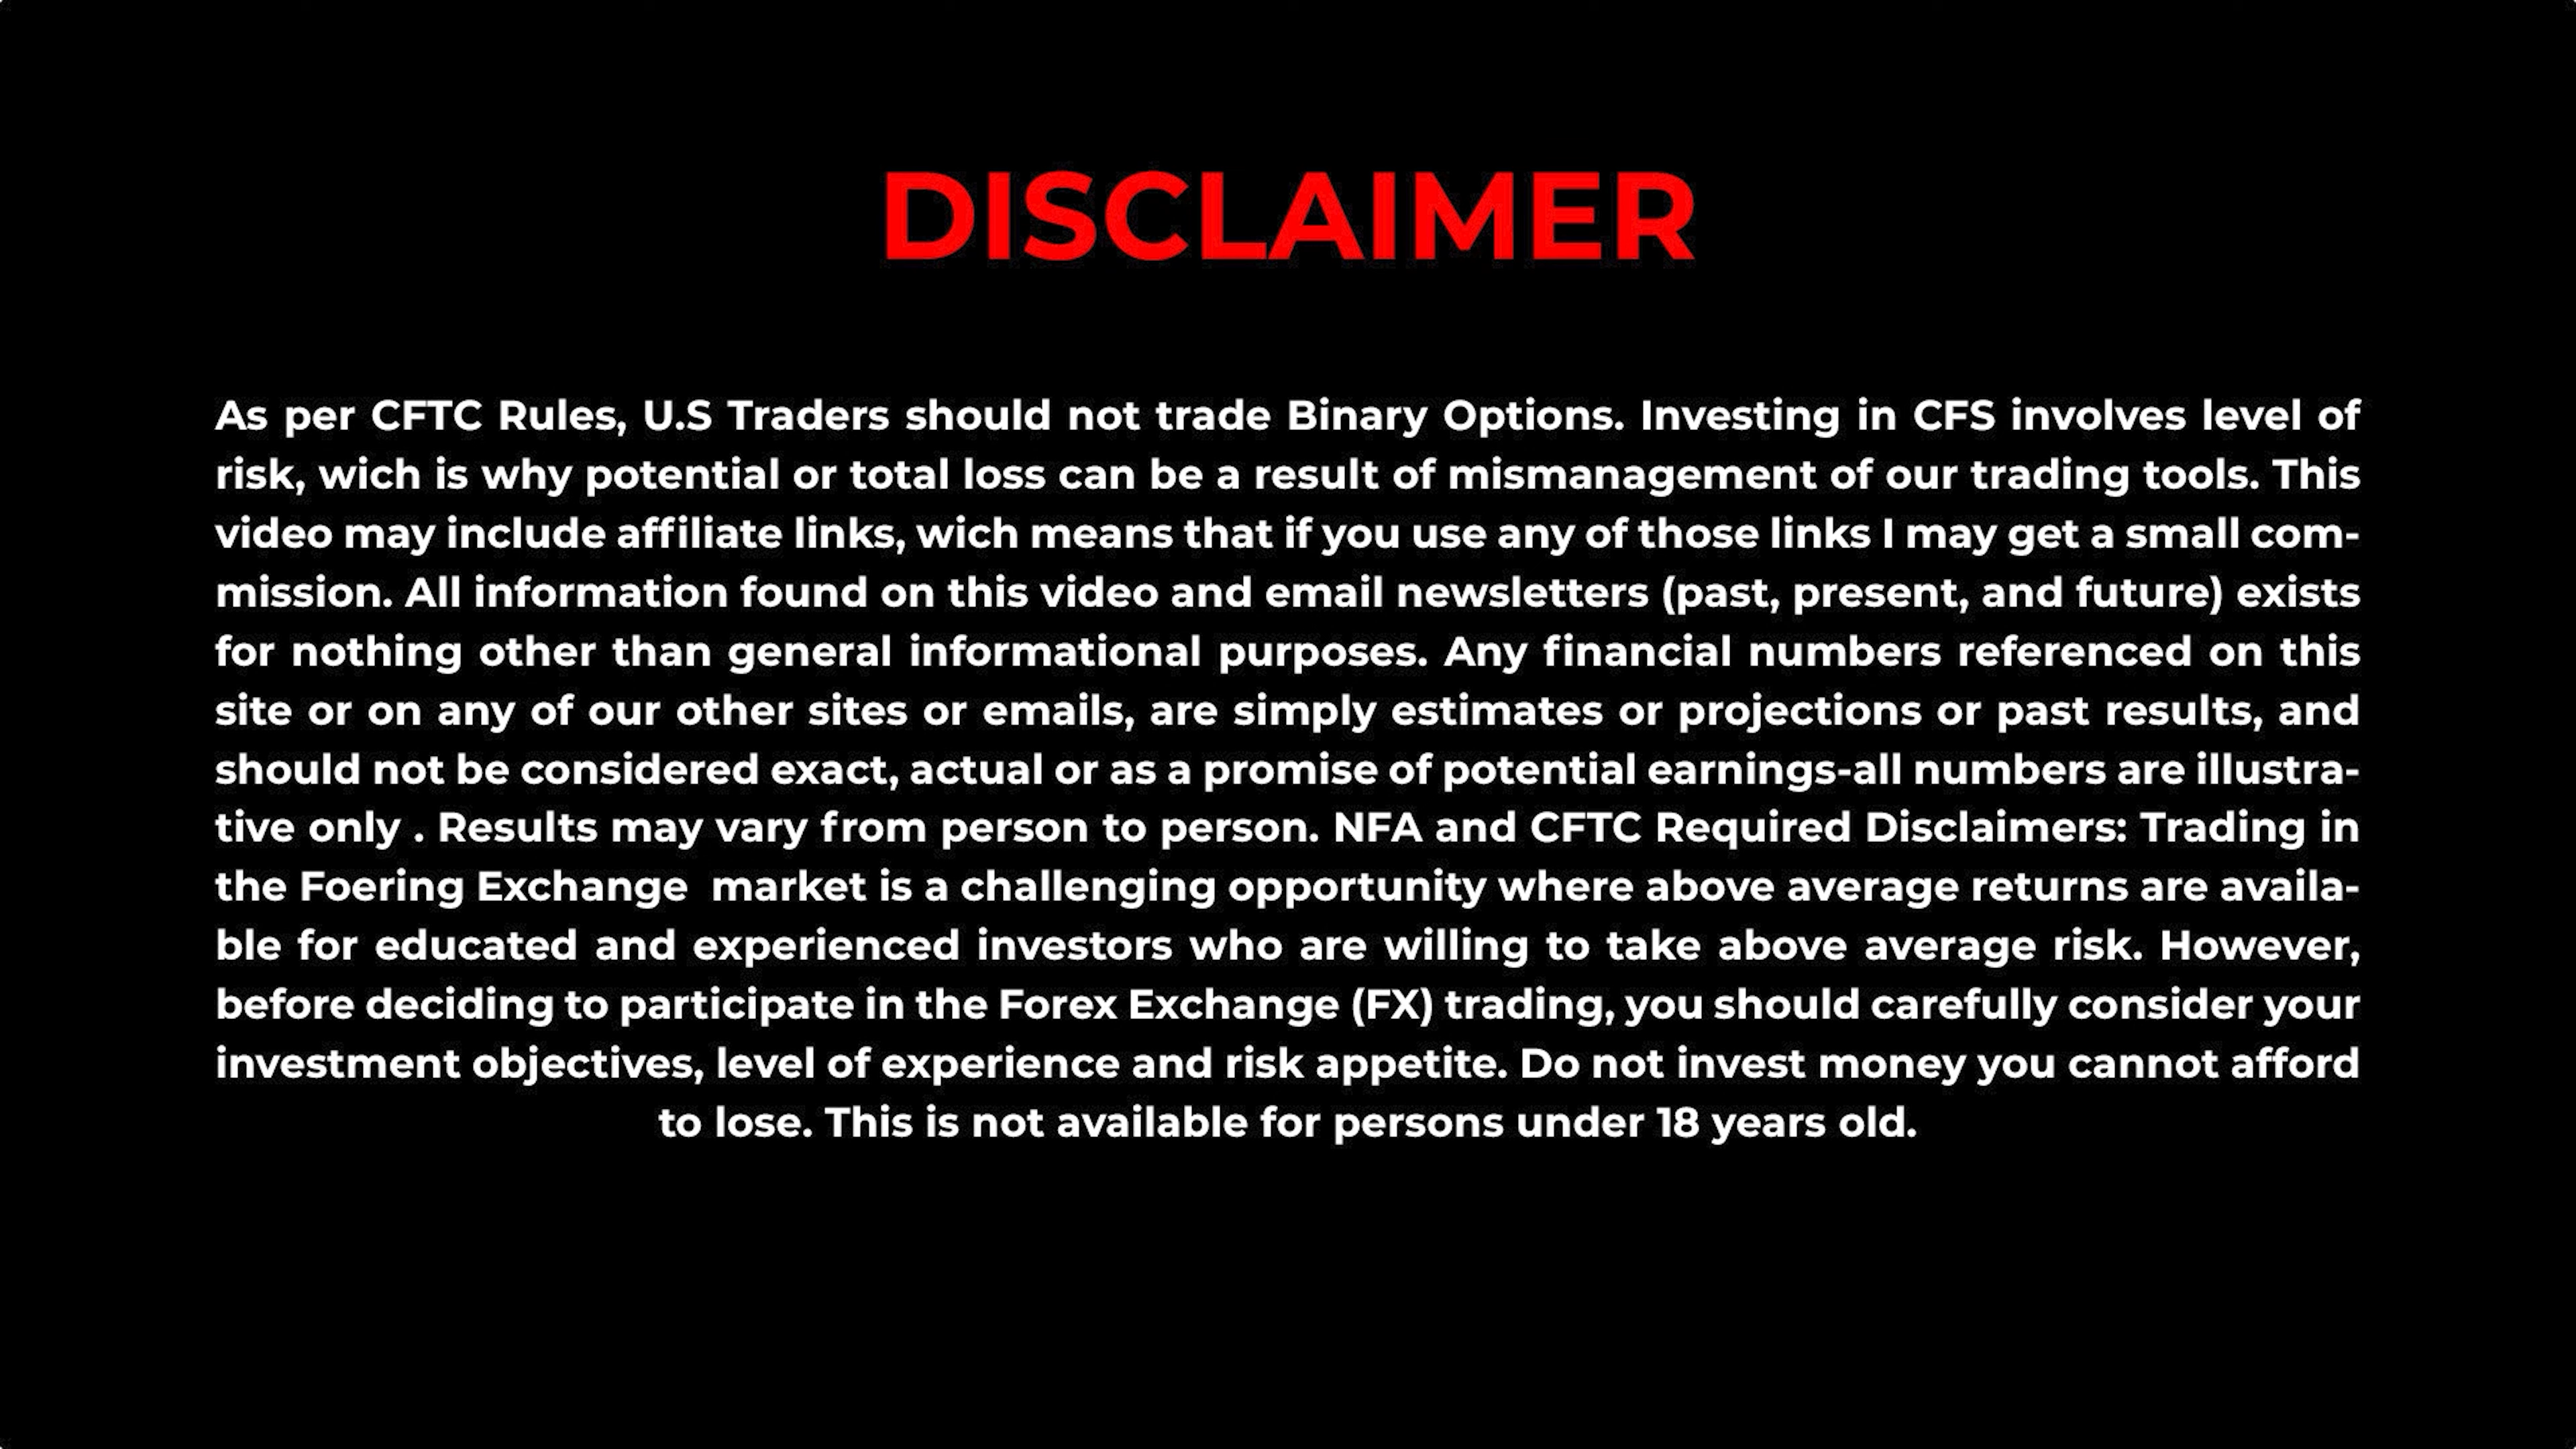 DISCLAIMER
As per CFTC Rules, U.S Traders should not trade Binary Options. Investing in CFS involves level of
risk, wich is why potential or total loss can be a result of mismanagement of our trading tools. This
video may include affiliate links, wich means that if you use any of those links I may get a small com-
mission. All information found on this video and email newsletters (past, present, and future) exists
for nothing other than general informational purposes. Any financial numbers referenced on this
site or on any of our other sites or emails, are simply estimates or projections or past results, and
should not be considered exact, actual or as a promise of potential earnings-all numbers are illustra-
tive only . Results may vary from person to person. NFA and CFTC Required Disclaimers: Trading in
the Foering Exchange  market is a challenging opportunity where above average returns are availa-
ble for educated and experienced investors who are willing to take above average risk. However,
before deciding to participate in the Forex Exchange (FX) trading, you should carefully consider your
investment objectives, level of experience and risk appetite. Do not invest money you cannot afford
to lose. This is not available for persons under 18 years old.